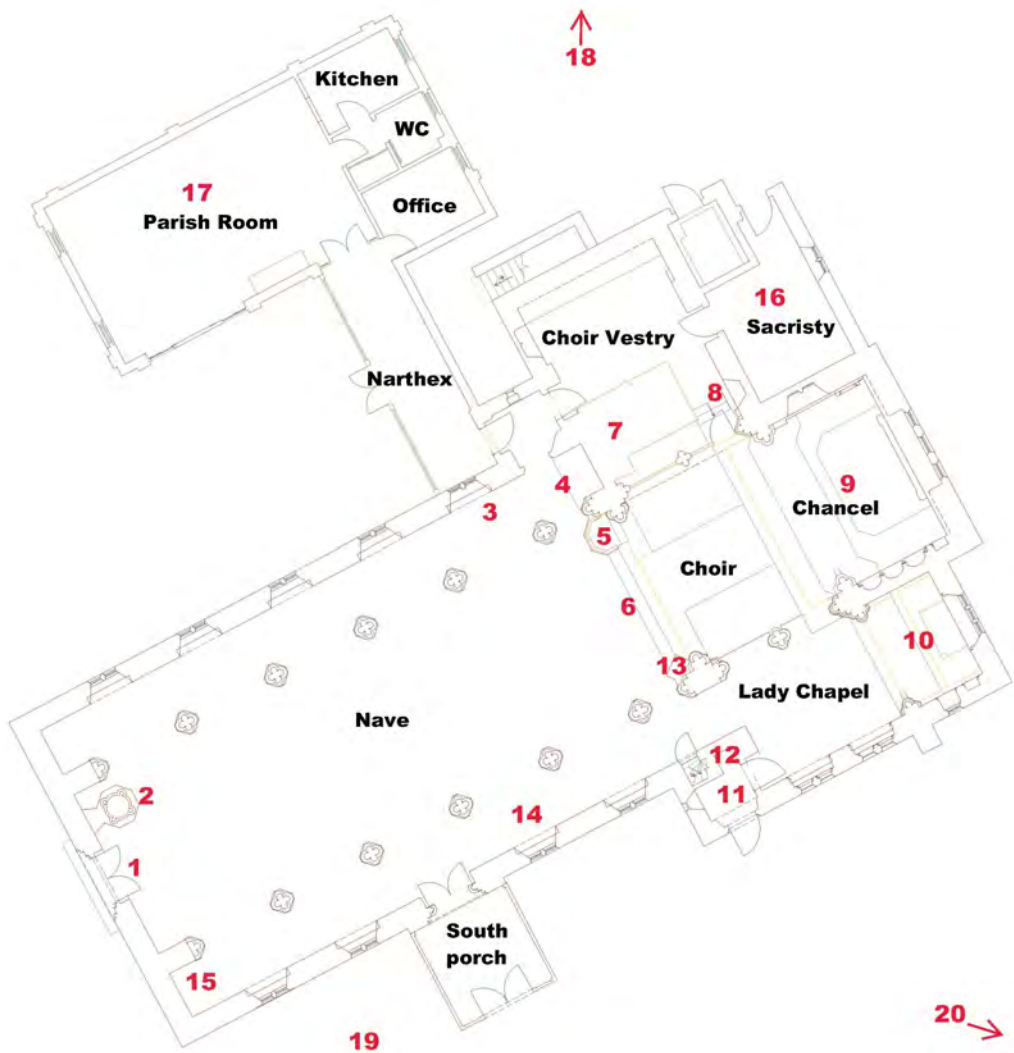 18
Kitchen
WC
17
Parish Room
Office
16
Sacristy
Choir Vestry
Narthex
8
7
4
9
Chancel
3
5
Choir
6
10
13
Lady Chapel
Nave
12
11
2
14
1
South
porch
15
20
19